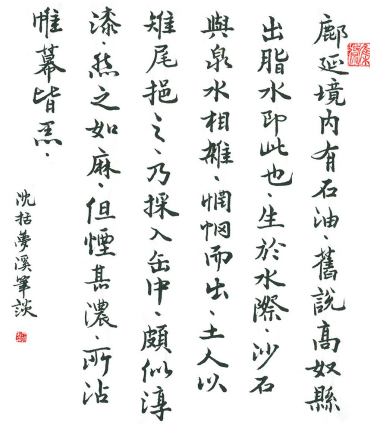 鄜延境內有石油、舊說高奴縣
出脂水即此也、生於水際、沙石
與泉水相雜、惘惘而出、土人以
雉尾挹之、乃採入缶中、頗似淳
漆、然之如麻、但煙甚濃、所沾
帷幕皆黑、
沈括夢溪筆談